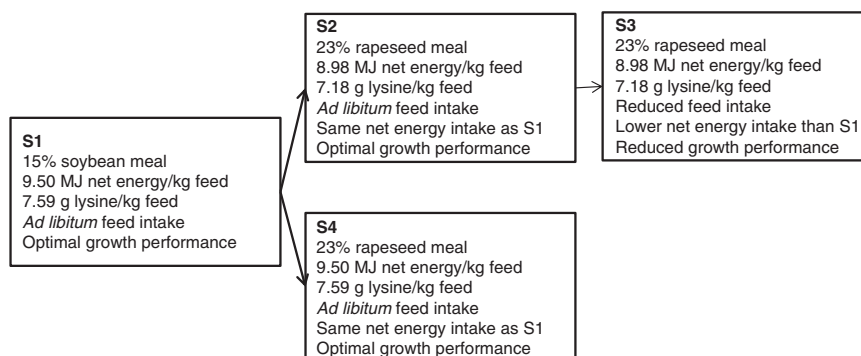 S1
15% soybean meal
9.50 MJ net energy/kg feed
7.59 g lysine/kg feed
Ad libitum feed intake
Optimal growth performance
S2
23% rapeseed meal
8.98 MJ net energy/kg feed
7.18 g lysine/kg feed
Ad libitum feed intake
Same net energy intake as S1
Optimal growth performance
S3
23% rapeseed meal
8.98 MJ net energy/kg feed
7.18 g lysine/kg feed
Reduced feed intake
Lower net energy intake than S1
Reduced growth performance
S4
23% rapeseed meal
9.50 MJ net energy/kg feed
7.59 g lysine/kg feed
Ad libitum feed intake
Same net energy intake as S1
Optimal growth performance